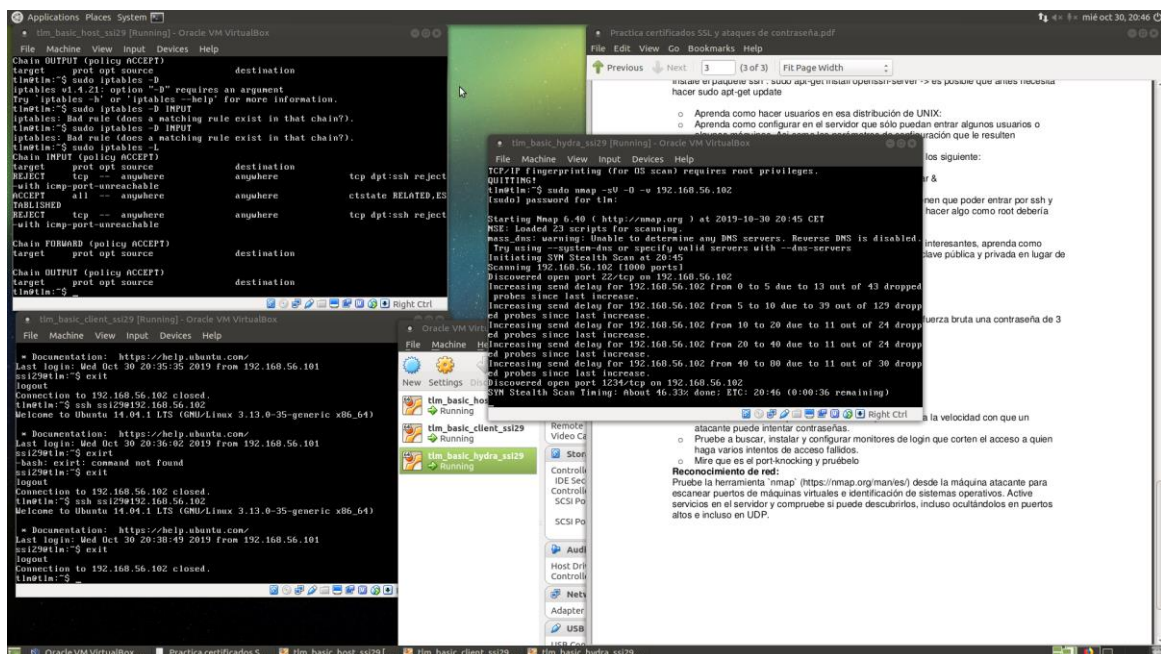 Applications Places System
mié oct 30, 20:46
tlm_basic_host_ssi29 [Running] - Oracle VM VirtualBox
File Machine View Input Devices Help
Chain OUTPUT (policy ACCEPT)
target prot opt source destination
tlm@tlm:~$ sudo iptables -D
iptables v1.4.21: option "-D" requires an argument
Try `iptables -h' or 'iptables --help' for more information.
tlm@tlm:~$ sudo iptables -D INPUT
iptables: Bad rule (does a matching rule exist in that chain?).
tlm@tlm:~$ sudo iptables -D INPUT
iptables: Bad rule (does a matching rule exist in that chain?).
tlm@tlm:~$ sudo iptables -L
Chain INPUT (policy ACCEPT)
target prot opt source destination
REJECT tcp -- anywhere anywhere tcp dpt:ssh reject
-with icmp-port-unreachable
ACCEPT all -- anywhere anywhere ctstate RELATED,ES
TABLISHED
REJECT tcp -- anywhere anywhere tcp dpt:ssh reject
-with icmp-port-unreachable
Chain FORWARD (policy ACCEPT)
target prot opt source destination
Chain OUTPUT (policy ACCEPT)
target prot opt source destination
tlm@tlm:~$ _
Right Ctrl
tlm_basic_client_ssi29 [Running] - Oracle VM VirtualBox
File Machine View Input Devices Help
* Documentation: https://help.ubuntu.com/
Last login: Wed Oct 30 20:35:35 2019 from 192.168.56.101
ssi29@tlm:~$ exit
logout
Connection to 192.168.56.102 closed.
tlm@tlm:~$ ssh ssi29@192.168.56.102
Welcome to Ubuntu 14.04.1 LTS (GNU/Linux 3.13.0-35-generic x86_64)
* Documentation: https://help.ubuntu.com/
Last login: Wed Oct 30 20:36:02 2019 from 192.168.56.101
ssi29@tlm:~$ exirt
-bash: exirt: command not found
ssi29@tlm:~$ exit
logout
Connection to 192.168.56.102 closed.
tlm@tlm:~$ ssh ssi29@192.168.56.102
Welcome to Ubuntu 14.04.1 LTS (GNU/Linux 3.13.0-35-generic x86_64)
* Documentation: https://help.ubuntu.com/
Last login: Wed Oct 30 20:38:49 2019 from 192.168.56.101
ssi29@tlm:~$ exit
logout
Connection to 192.168.56.102 closed.
tlm@tlm:~$ _
Oracle VM Virt
File Machine He
New Settings
tlm_basic_hos
Running
tlm_basic_client_ssi29
Running
tlm_basic_hydra_ssi29
Running
Remote
Video Ca
Stor
Controlle
IDE Sec
Controlle
SCSI Po
SCSI Po
Audi
Host Driv
Controlle
Netw
Adapter
USB
tlm_basic_hydra_ssi29 [Running] - Oracle VM VirtualBox
File Machine View Input Devices Help
TCP/IP fingerprinting (for OS scan) requires root privileges.
QUITTING!
tlm@tlm:~$ sudo nmap -sV -O -v 192.168.56.102
[sudo] password for tlm:
Starting Nmap 6.40 ( http://nmap.org ) at 2019-10-30 20:45 CET
NSE: Loaded 23 scripts for scanning.
mass_dns: warning: Unable to determine any DNS servers. Reverse DNS is disabled.
Try using --system-dns or specify valid servers with --dns-servers
Initiating SYN Stealth Scan at 20:45
Scanning 192.168.56.102 [1000 ports]
Discovered open port 22/tcp on 192.168.56.102
Increasing send delay for 192.168.56.102 from 0 to 5 due to 13 out of 43 dropped
probes since last increase.
Increasing send delay for 192.168.56.102 from 5 to 10 due to 39 out of 129 dropp
ed probes since last increase.
Increasing send delay for 192.168.56.102 from 10 to 20 due to 11 out of 24 dropp
ed probes since last increase.
Increasing send delay for 192.168.56.102 from 20 to 40 due to 11 out of 24 dropp
ed probes since last increase.
Increasing send delay for 192.168.56.102 from 40 to 80 due to 11 out of 30 dropp
ed probes since last increase.
Discovered open port 1234/tcp on 192.168.56.102
SYN Stealth Scan Timing: About 46.33% done; ETC: 20:46 (0:00:36 remaining)
Right Ctrl
Practica certificados SSL y ataques de contraseña.pdf
File Edit View Go Bookmarks Help
Previous Next 3 (3 of 3) Fit Page Width
instale el paquete ssh : sudo apt-get install openssh-server -> es posible que antes necesita
hacer sudo apt-get update
o Aprenda como hacer usuarios en esa distribución de UNIX:
o Aprenda como configurar en el servidor que sólo puedan entrar algunos usuarios o
los siguiente:
ar &
nen que poder entrar por ssh y
hacer algo como root debería
interesantes, aprenda como
lave pública y privada en lugar de
uerza bruta una contraseña de 3
a la velocidad con que un
atacante puede intentar contraseñas.
o Pruebe a buscar, instalar y configurar monitores de login que corten el acceso a quien
haga varios intentos de acceso fallidos.
o Mire que es el port-knocking y pruébelo
Reconocimiento de red:
Pruebe la herramienta `nmap` (https://nmap.org/man/es/) desde la máquina atacante para
escanear puertos de máquinas virtuales e identificación de sistemas operativos. Active
servicios en el servidor y compruebe si puede descubrirlos, incluso ocultándolos en puertos
altos e incluso en UDP.
Oracle VM VirtualBox
Practica certificados S...
tlm_basic_host_ssi29 [
tlm_basic_client_ssi29
tlm_basic_hydra_ssi29